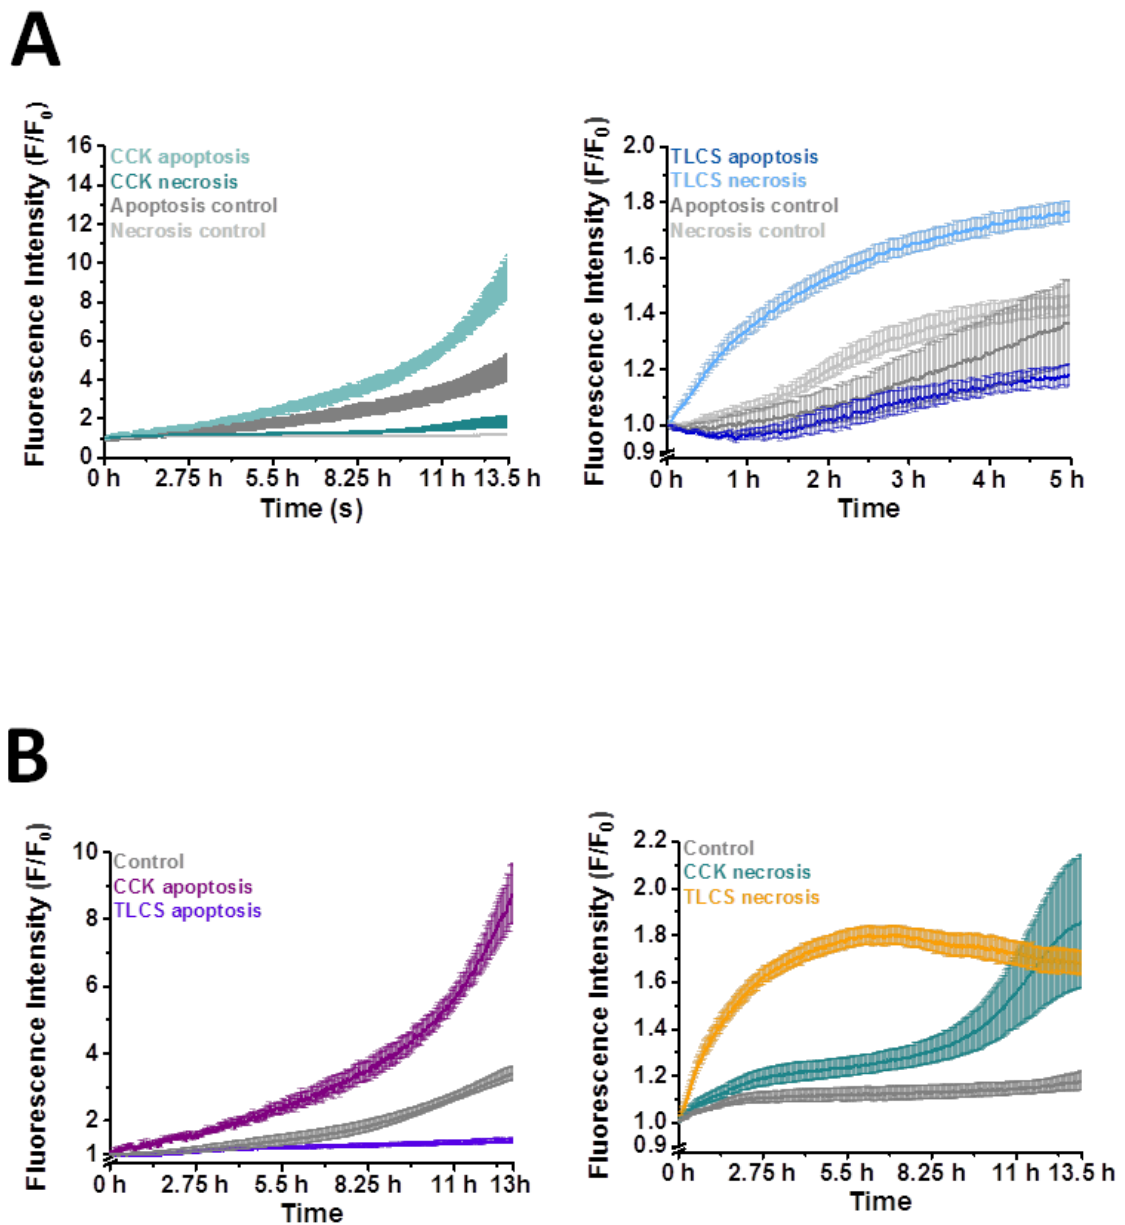 A
Fluorescence Intensity (F/F0)
16
14
12
10
8
6
4
2
0
CCK apoptosis
CCK necrosis
Apoptosis control
Necrosis control
0 h 2.75 h 5.5 h 8.25 h 11 h 13.5 h
Time (s)
Fluorescence Intensity (F/F0)
2.0
1.8
1.6
1.4
1.2
1.0
0.9
TLCS apoptosis
TLCS necrosis
Apoptosis control
Necrosis control
0 h 1 h 2 h 3 h 4 h 5 h
Time
B
Fluorescence Intensity (F/F0)
10
8
6
4
2
1
Control
CCK apoptosis
TLCS apoptosis
0 h 2.75 h 5.5 h 8.25 h 11 h 13h
Time
Fluorescence Intensity (F/F0)
2.2
2.0
1.8
1.6
1.4
1.2
1.0
0.9
Control
CCK necrosis
TLCS necrosis
0 h 2.75 h 5.5 h 8.25 h 11 h 13.5 h
Time